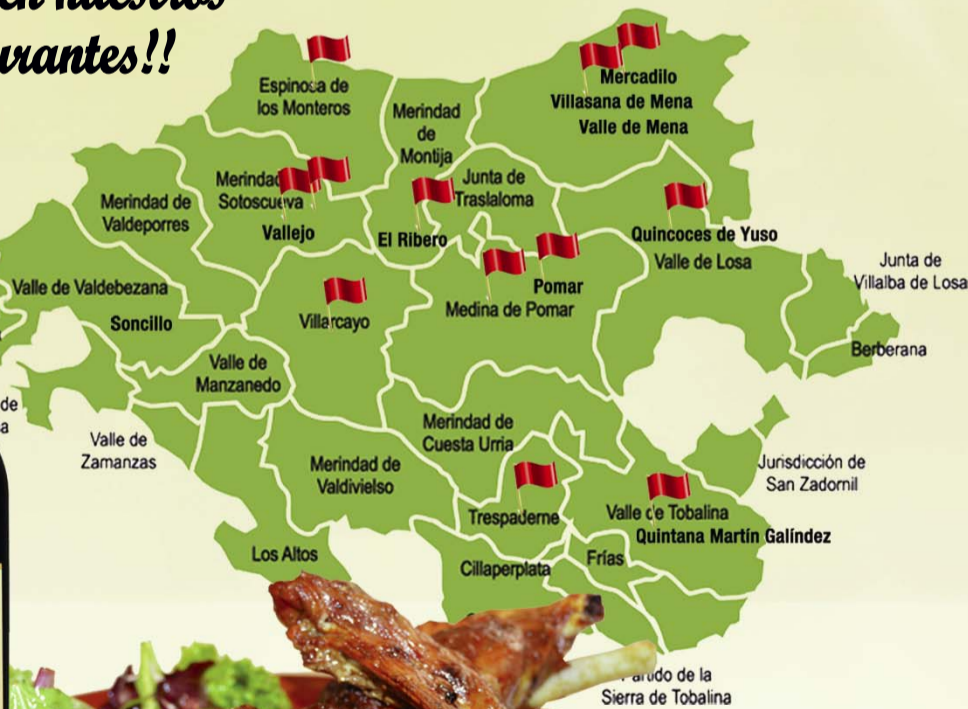 en nuestros
urantes!!
Espinosa de
los Monteros
Merindad
de
Montija
Mercadilo
Villasana de Mena
Valle de Mena
Merindad de
Valdeporres
Merindad
Sotoscueva
Vallejo
El Ribero
Junta de
Traslaloma
Quincoces de Yuso
Valle de Losa
Junta de
Villalba de Losa
Valle de Valdebezana
Soncillo
Villarcayo
Pomar
Medina de Pomar
Berberana
Valle de
Manzanedo
de
a
Valle de
Zamanzas
Merindad de
Cuesta Urria
Merindad de
Valdivielso
Jurisdicción de
San Zadornil
Trespaderne
Valle de Tobalina
Quintana Martín Galíndez
Los Altos
Cillaperplata
Frías
Partido de la
Sierra de Tobalina